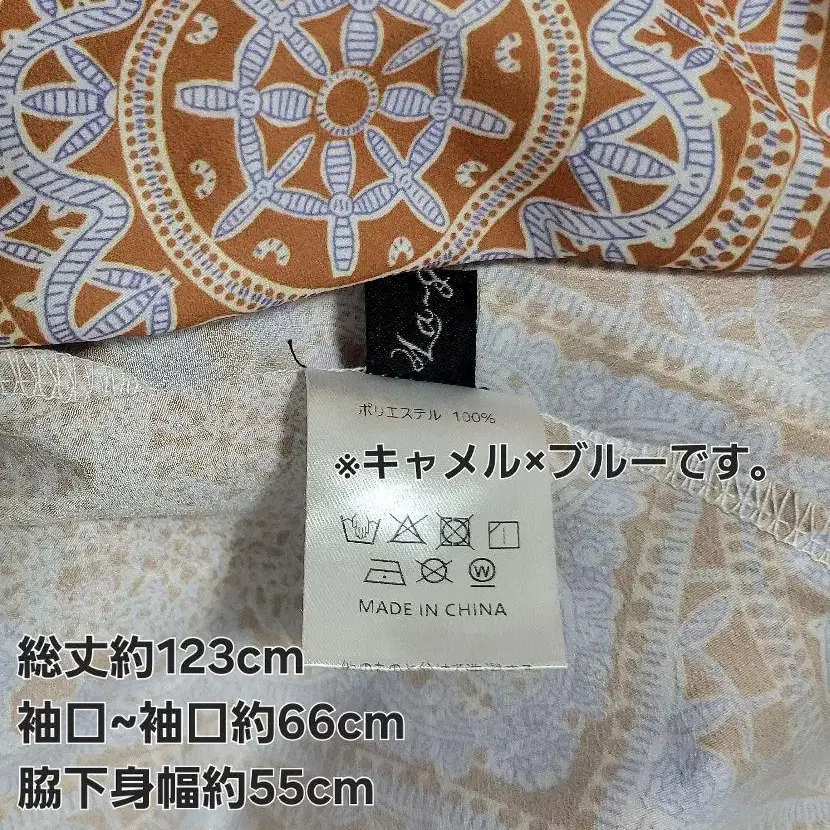 ポリエステル 100%
※キャメル×ブルーです。
MADE IN CHINA
総丈約123cm
袖口~袖口約66cm
脇下身幅約55cm